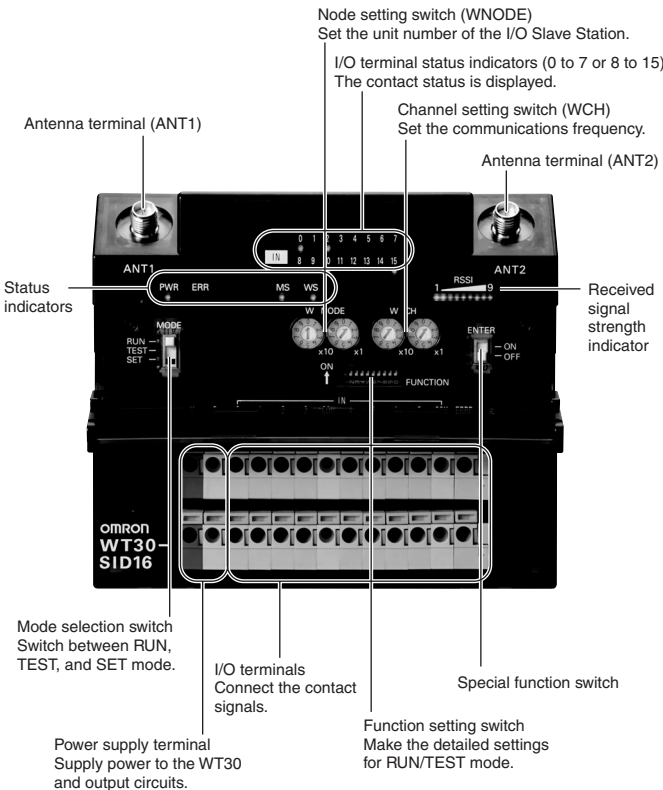 Node setting switch (WNODE)
Set the unit number of the I/O Slave Station.
I/O terminal status indicators (0 to 7 or 8 to 15)
The contact status is displayed.
Antenna terminal (ANT1)
Channel setting switch (WCH)
Set the communications frequency.
Antenna terminal (ANT2)
0 1 2 3 4 5 6 7
IN
8 9 10 11 12 13 14 15
ANT1
ANT2
Status
indicators
PWR ERR MS WS
RSSI
1 9
Received
signal
strength
indicator
MODE
RUN
TEST
SET
W NODE
W CH
x10 x1 x10 x1
ENTER
ON
OFF
ON
FUNCTION
IN
OMRON
WT30-
SID16
Mode selection switch
Switch between RUN,
TEST, and SET mode.
I/O terminals
Connect the contact
signals.
Special function switch
Function setting switch
Make the detailed settings
for RUN/TEST mode.
Power supply terminal
Supply power to the WT30
and output circuits.